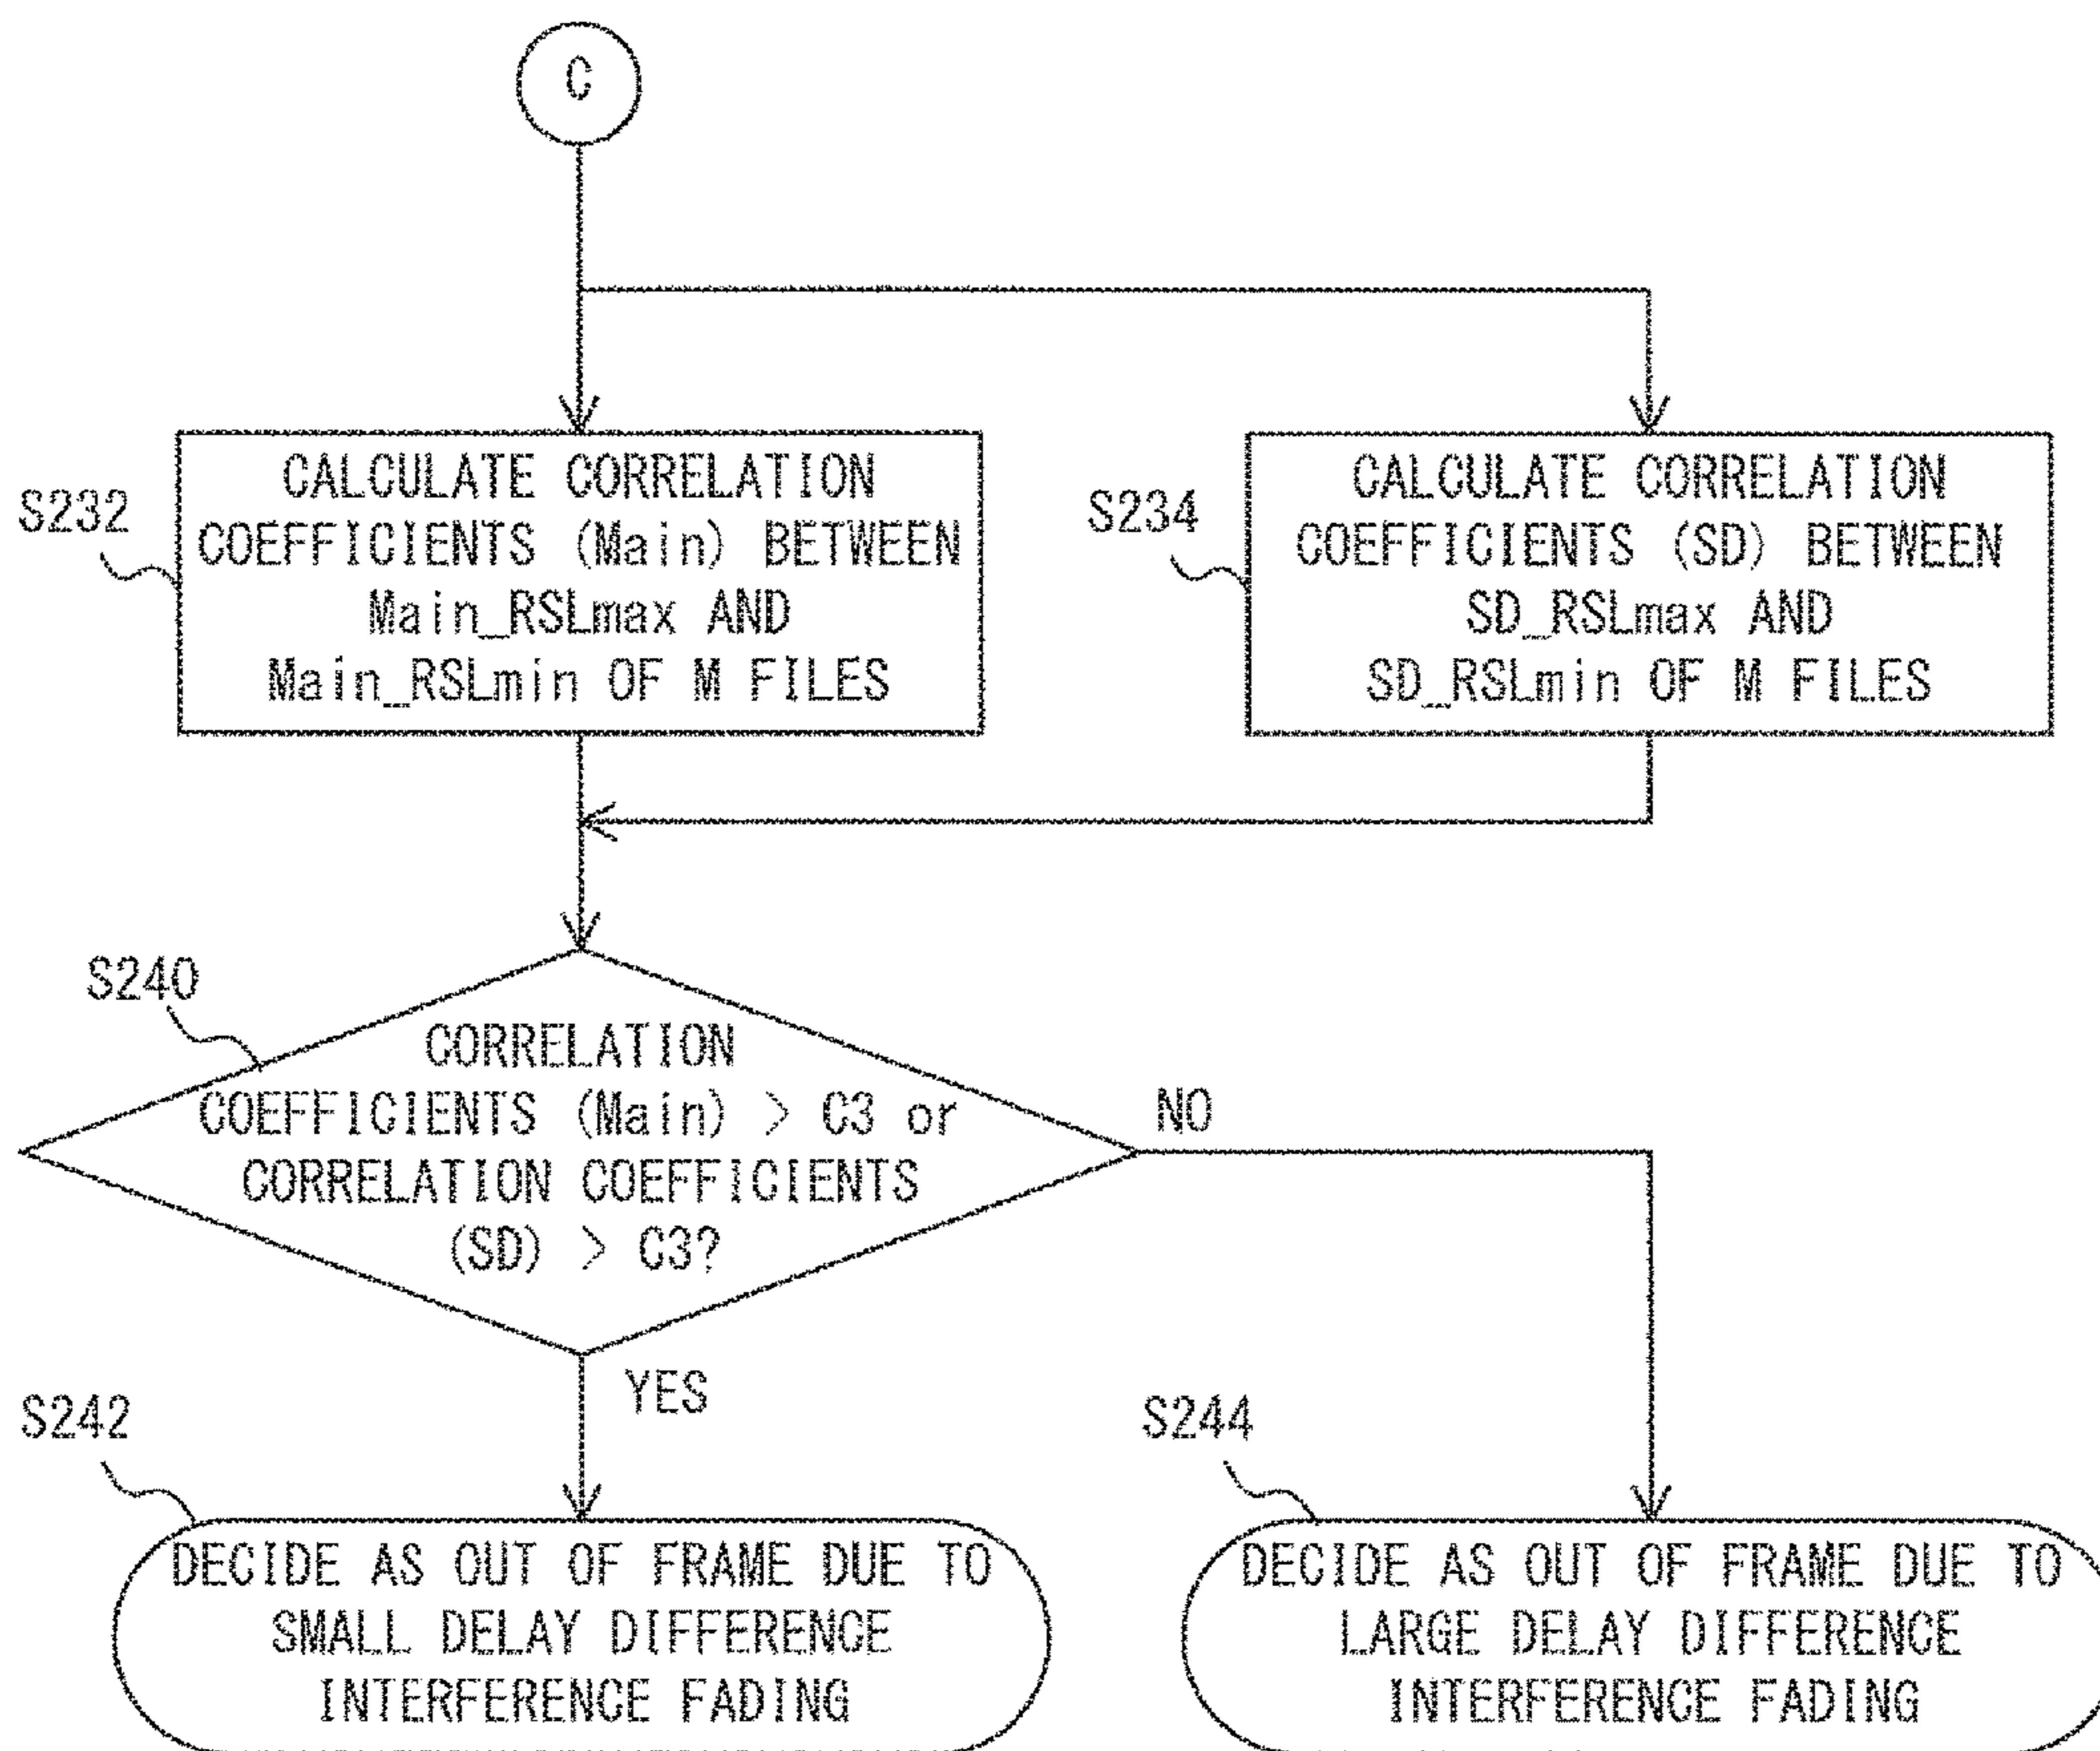 C
S232
CALCULATE CORRELATION
COEFFICIENTS (Main) BETWEEN
Main_RSLmax AND
Main_RSLmin OF M FILES
S234
CALCULATE CORRELATION
COEFFICIENTS (SD) BETWEEN
SD_RSLmax AND
SD_RSLmin OF M FILES
S240
CORRELATION
COEFFICIENTS (Main) > C3 or
CORRELATION COEFFICIENTS
(SD) > C3?
NO
YES
S242
DECIDE AS OUT OF FRAME DUE TO
SMALL DELAY DIFFERENCE
INTERFERENCE FADING
S244
DECIDE AS OUT OF FRAME DUE TO
LARGE DELAY DIFFERENCE
INTERFERENCE FADING